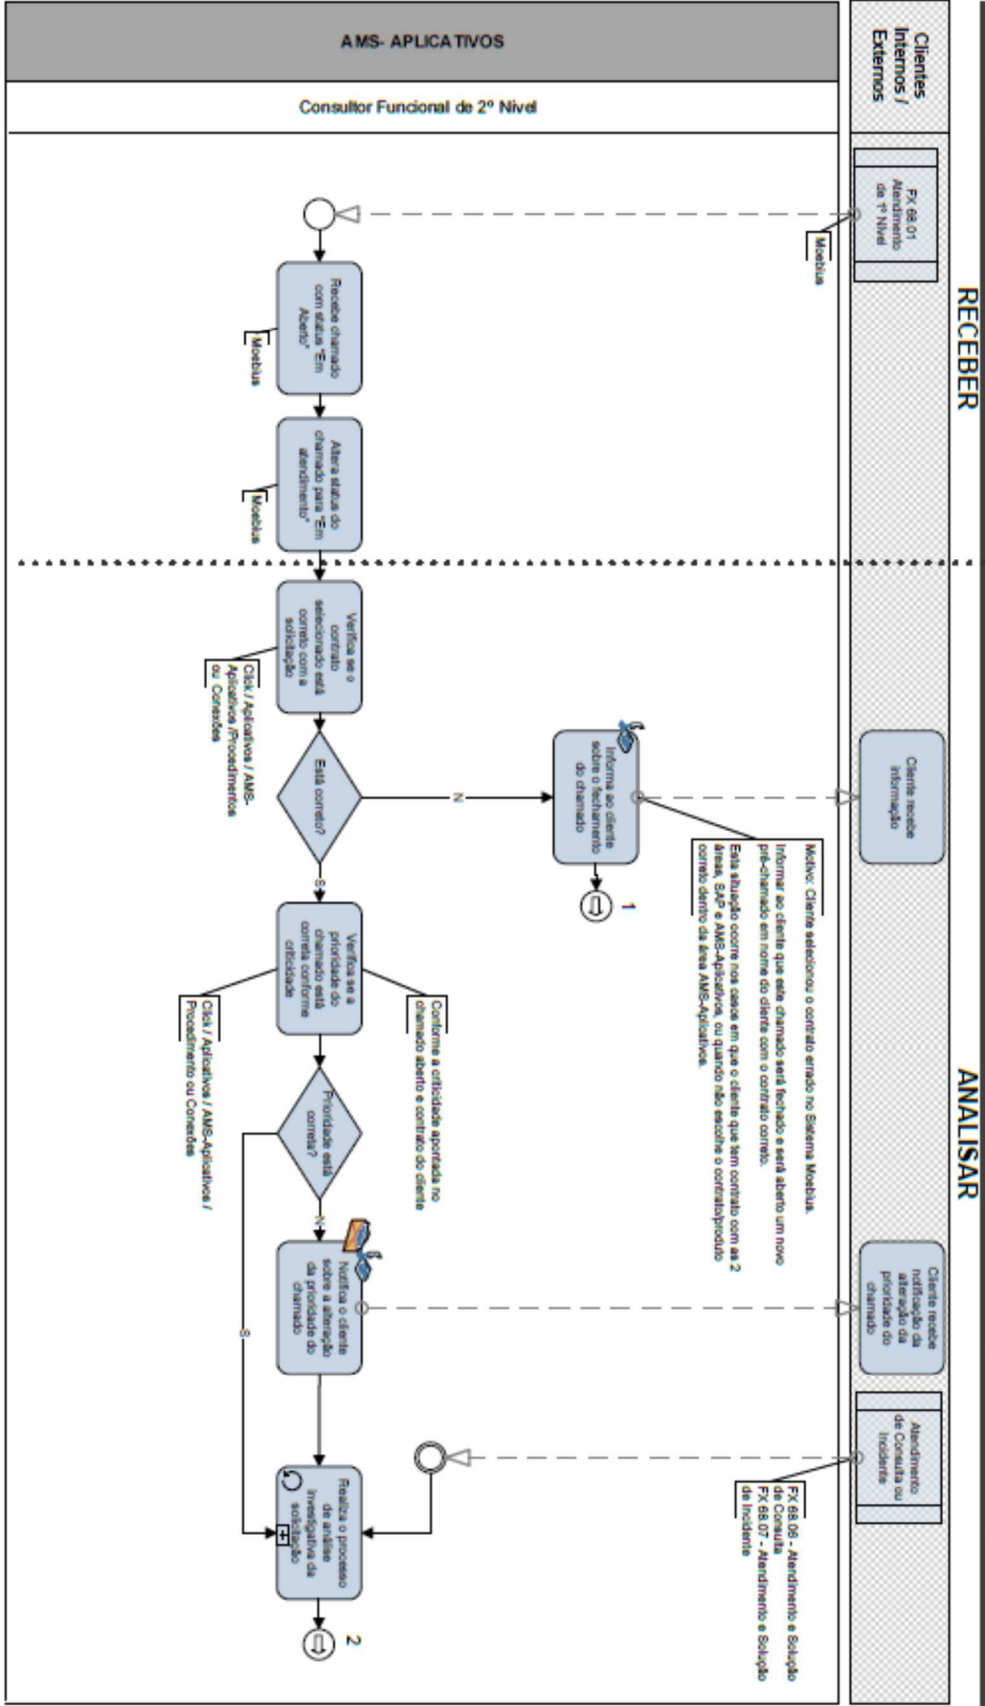 RECEBER
ANALISAR
Clientes
Internos /
Externos
FX 68.01
Atendimento
de 1º Nível
Moebius
Cliente recebe
informação
Cliente recebe
notificação da
alteração da
prioridade do
chamado
Atendimento
de Consulta ou
Incidente
FX 68.06 - Atendimento e Solução
de Consulta
FX 68.07 - Atendimento e Solução
de Incidente
AMS- APLICATIVOS
Consultor Funcional de 2º Nível
Motivo: Cliente selecionou o contrato errado no Sistema Moebius.
Informar ao cliente que este chamado será fechado e será aberto um novo
pré-chamado em nome do cliente com o contrato correto.
Esta situação ocorre nos casos em que o cliente que tem contrato com as 2
áreas, SAP e AMS-Aplicativos, ou quando não escolhe o contrato/produto
correto dentro da área AMS-Aplicativos.
Informa ao cliente
sobre o fechamento
do chamado
1
N
Recebe chamado
com status "Em
Aberto"
Moebius
Altera status do
chamado para "Em
atendimento"
Moebius
Verifica se o
contrato
selecionado está
correto com a
solicitação
Click / Aplicativos / AMS-
Aplicativos /Procedimentos
ou Conexões
Está correto?
S
Conforme a criticidade apontada no
chamado aberto e contrato do cliente
Verifica se a
prioridade do
chamado está
correta conforme
criticidade
Click / Aplicativos / AMS-Aplicativos /
Procedimento ou Conexões
Prioridade está
correta?
N
S
Notifica o cliente
sobre a alteração
da prioridade do
chamado
Realiza o processo
de análise
investigativa da
solicitação
2